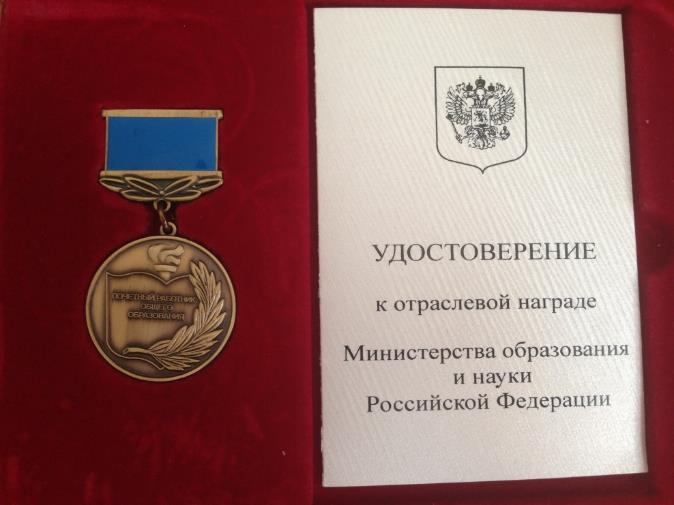 ПОЧЕТНЫЙ РАБОТНИК
ОБЩЕГО
ОБРАЗОВАНИЯ
УДОСТОВЕРЕНИЕ
к отраслевой награде
Министерства образования
и науки
Российской Федерации